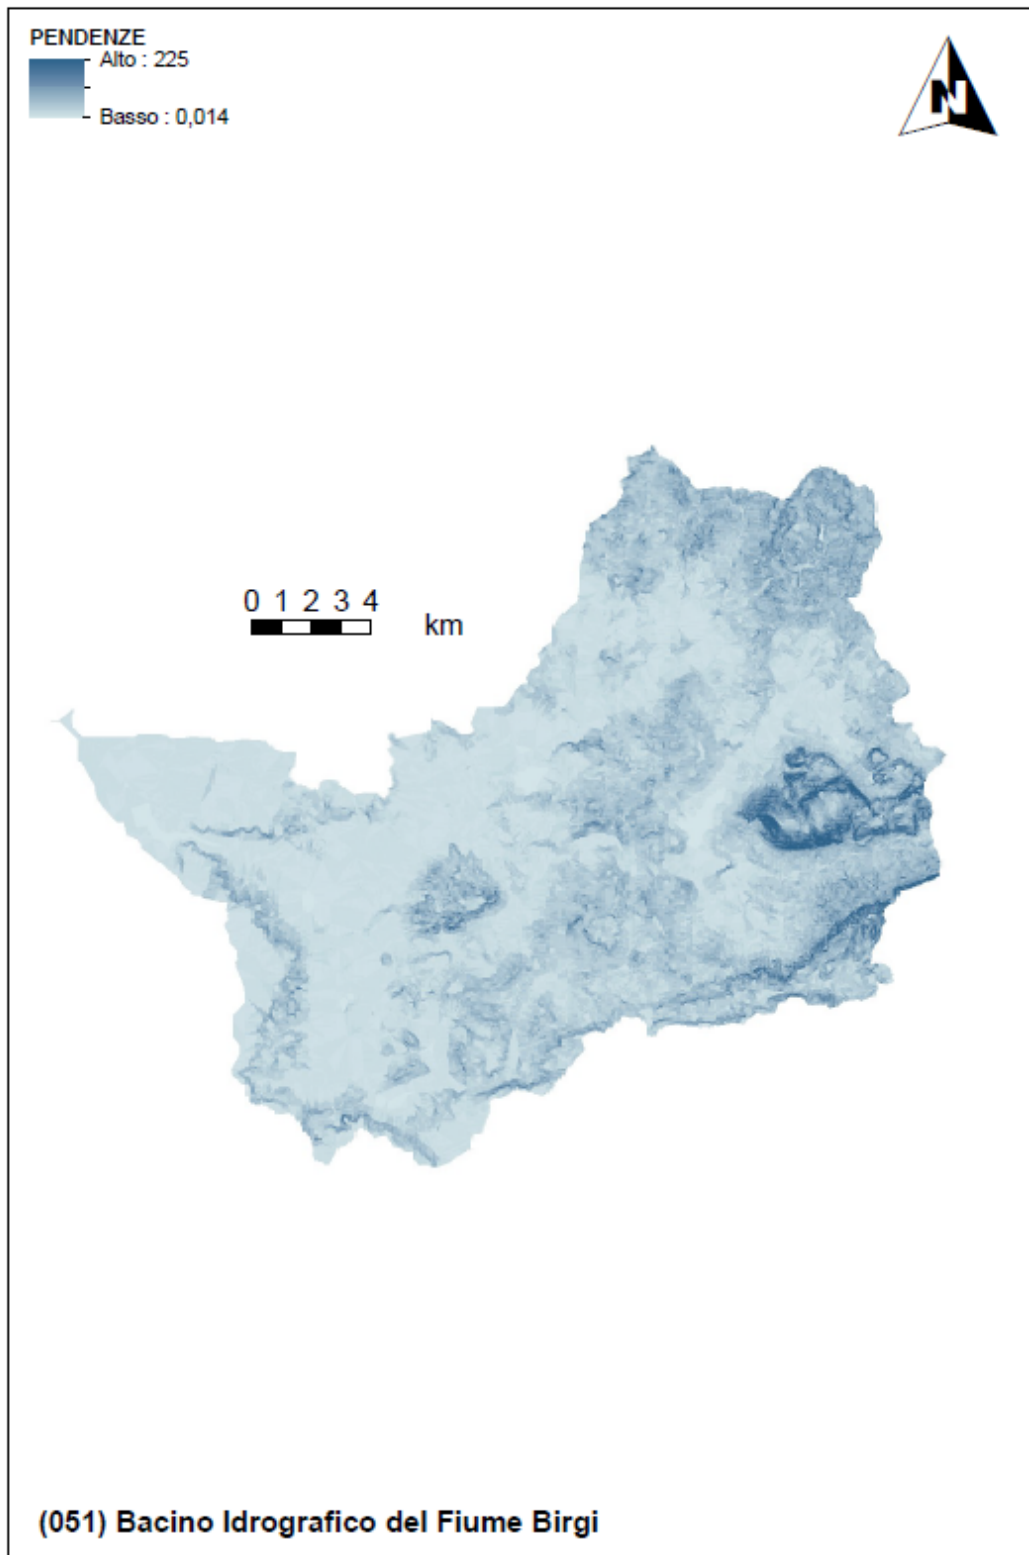 PENDENZE
Alto : 225
Basso : 0,014
N
0 1 2 3 4
km
(051) Bacino Idrografico del Fiume Birgi